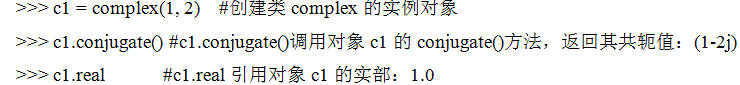 >>> c1 = complex(1, 2)    #创建类 complex 的实例对象
>>> c1.conjugate() #c1.conjugate()调用对象 c1 的 conjugate()方法，返回其共轭值：(1-2j)
>>> c1.real            #c1.real 引用对象 c1 的实部：1.0